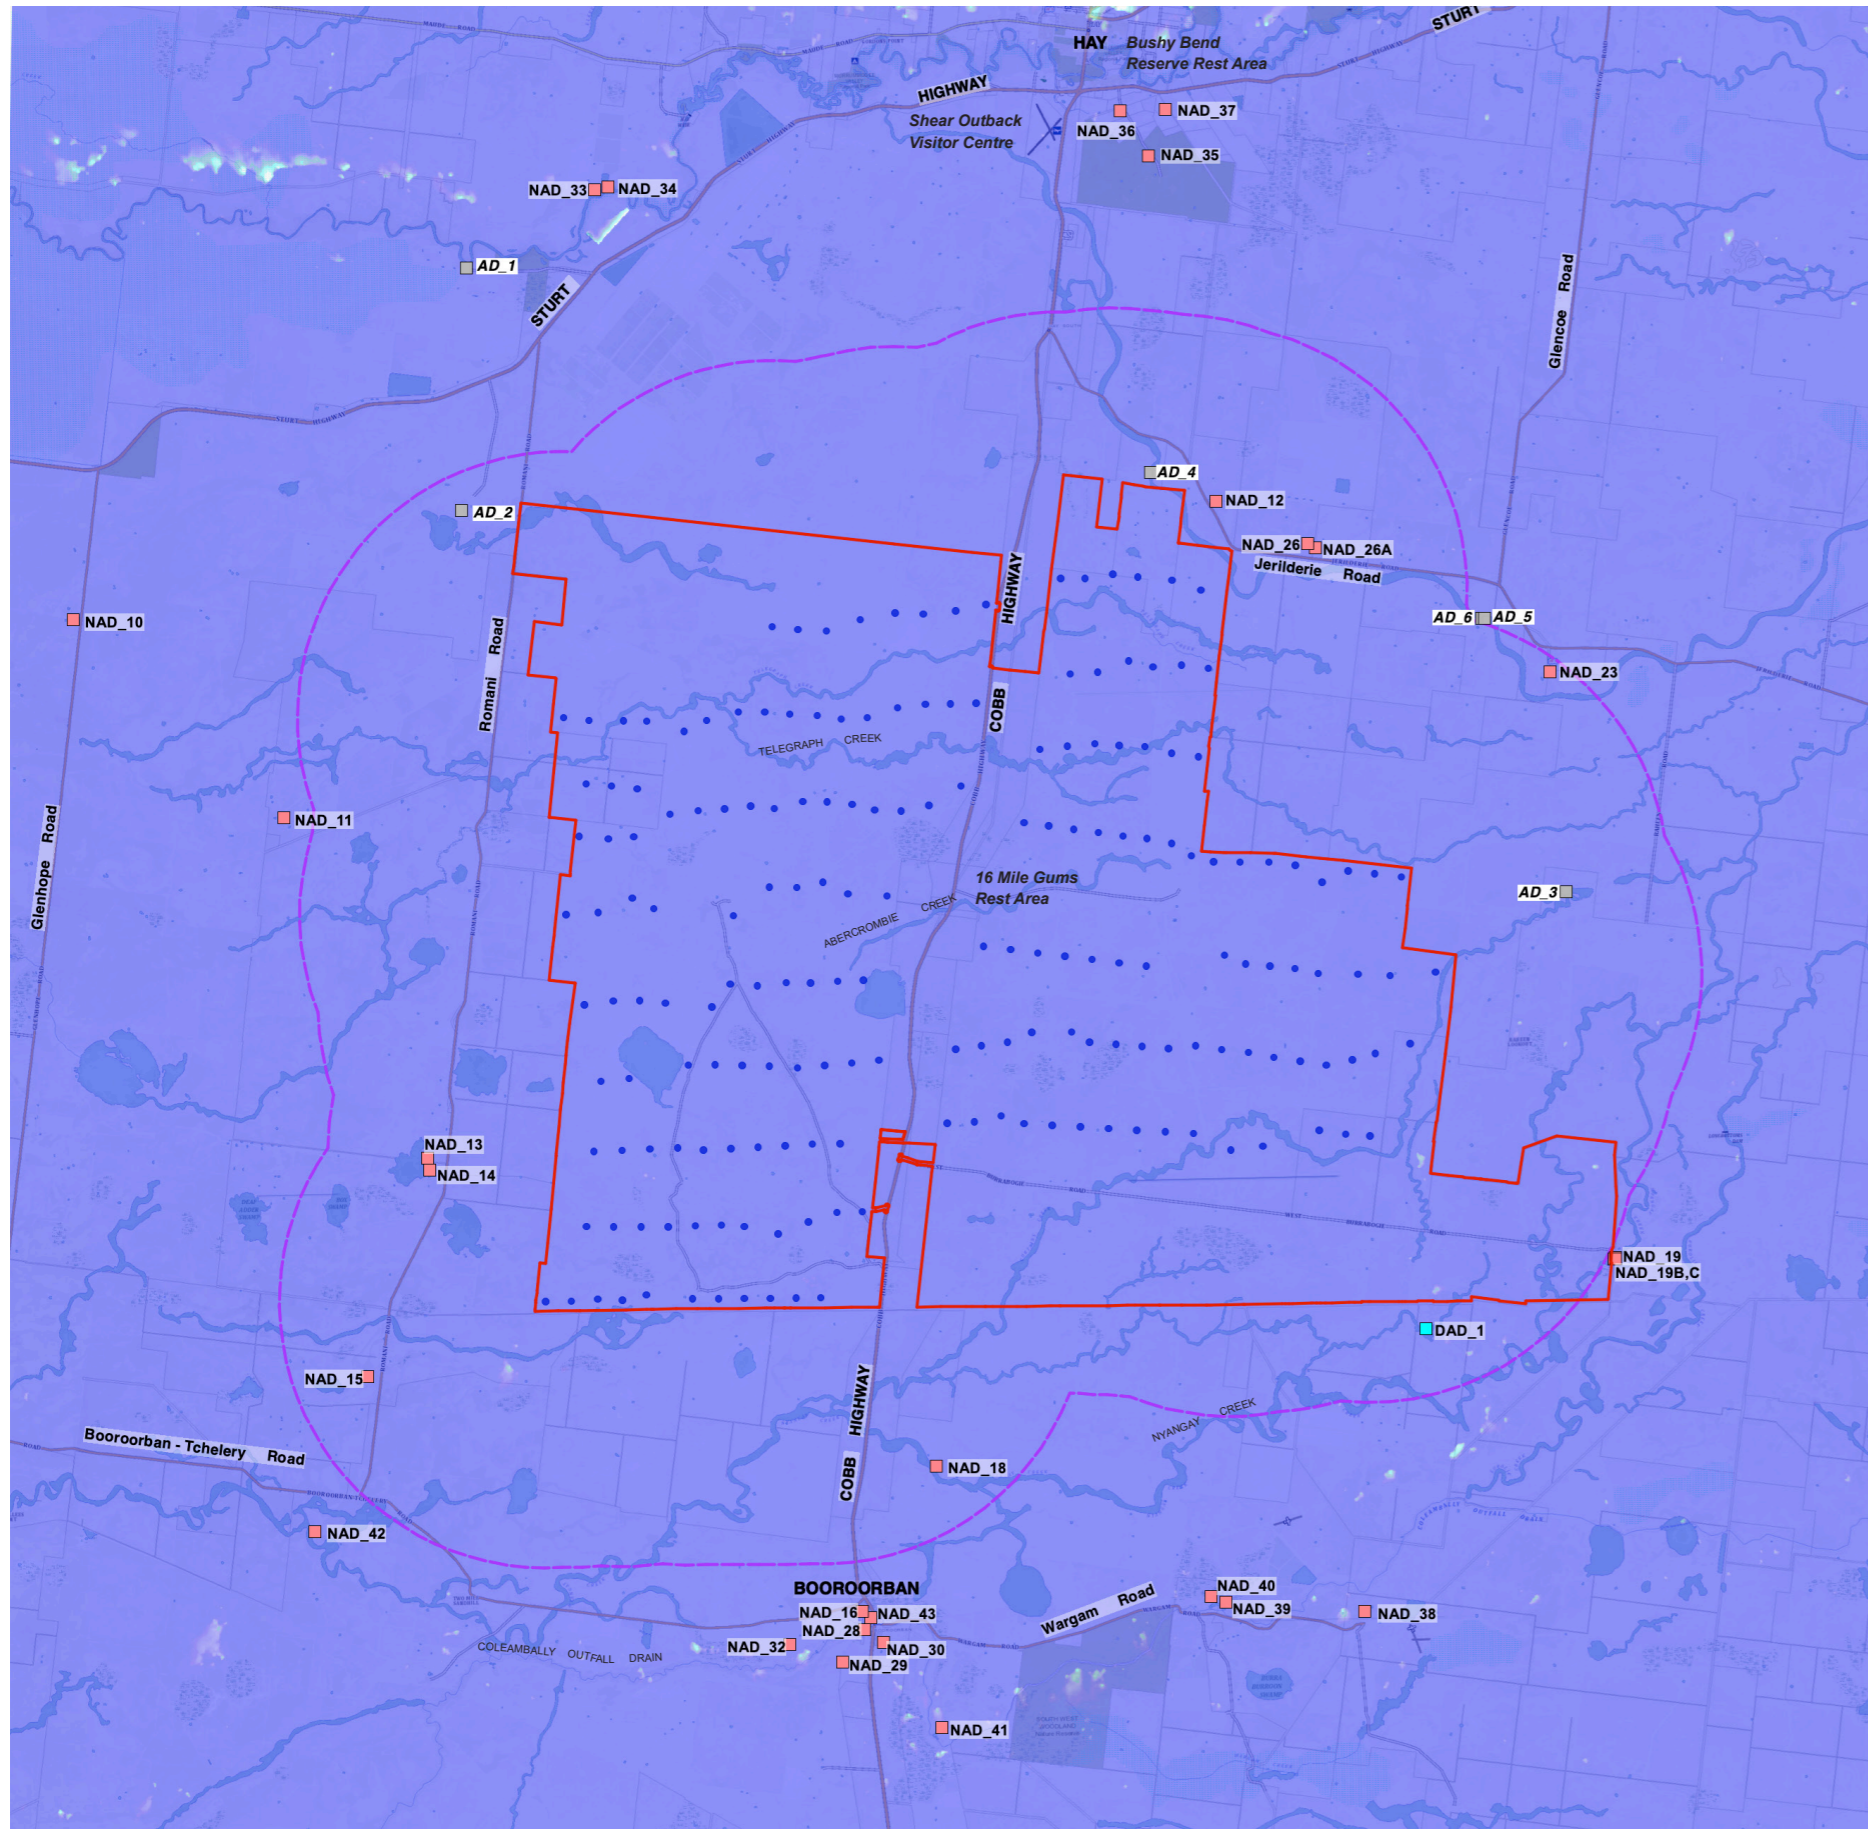 STURT
HAY
Bushy Bend
Reserve Rest Area
HIGHWAY
Shear Outback
Visitor Centre
NAD_36
NAD_37
NAD_35
NAD_33
NAD_34
AD_1
STURT
Glencoe Road
AD_4
NAD_12
AD_2
NAD_26
NAD_26A
Jerilderie Road
HIGHWAY
AD_6
AD_5
NAD_10
NAD_23
Romani Road
COBB
TELEGRAPH CREEK
NAD_11
Glenhope Road
16 Mile Gums
Rest Area
AD_3
ABERCROMBIE CREEK
NAD_13
NAD_14
NAD_19
NAD_19B,C
DAD_1
NAD_15
HIGHWAY
COBB
NYANGAY CREEK
Booroorban - Tchelery Road
NAD_18
NAD_42
BOOROORBAN
NAD_40
NAD_39
NAD_38
Wargam Road
NAD_16
NAD_43
NAD_28
NAD_32
NAD_30
NAD_29
COLEAMBALLY OUTFALL DRAIN
NAD_41